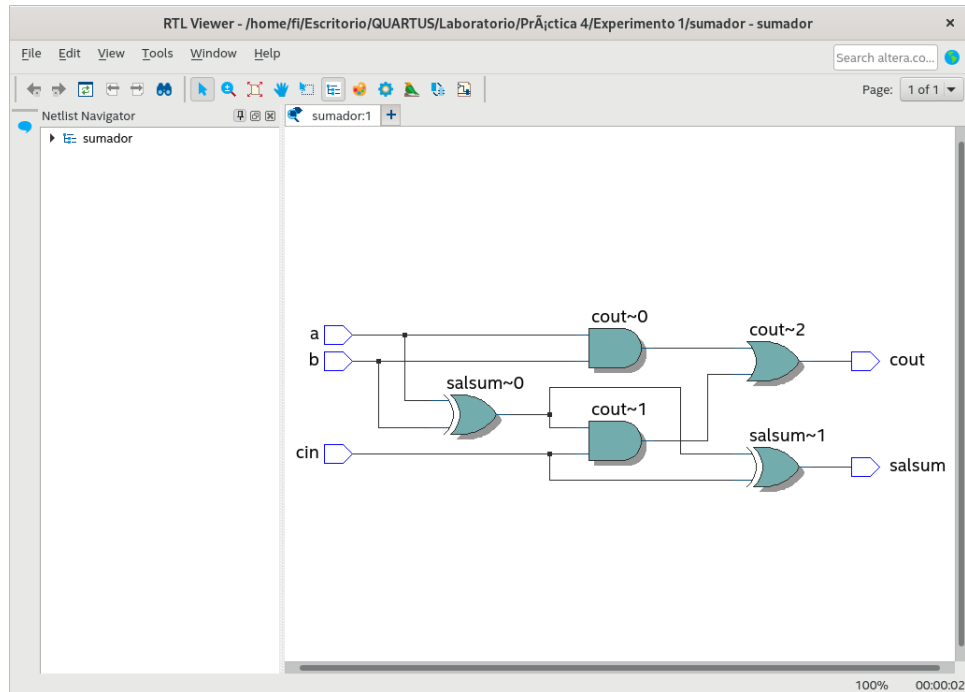 RTL Viewer - /home/fi/Escritorio/QUARTUS/Laboratorio/PrÃ¡ctica 4/Experimento 1/sumador - sumador
File Edit View Tools Window Help
Search altera.co...
Page: 1 of 1
Netlist Navigator
sumador:1
sumador
cout~0
cout~2
a
b
cout
salsum~0
cout~1
salsum~1
cin
salsum
100% 00:00:02